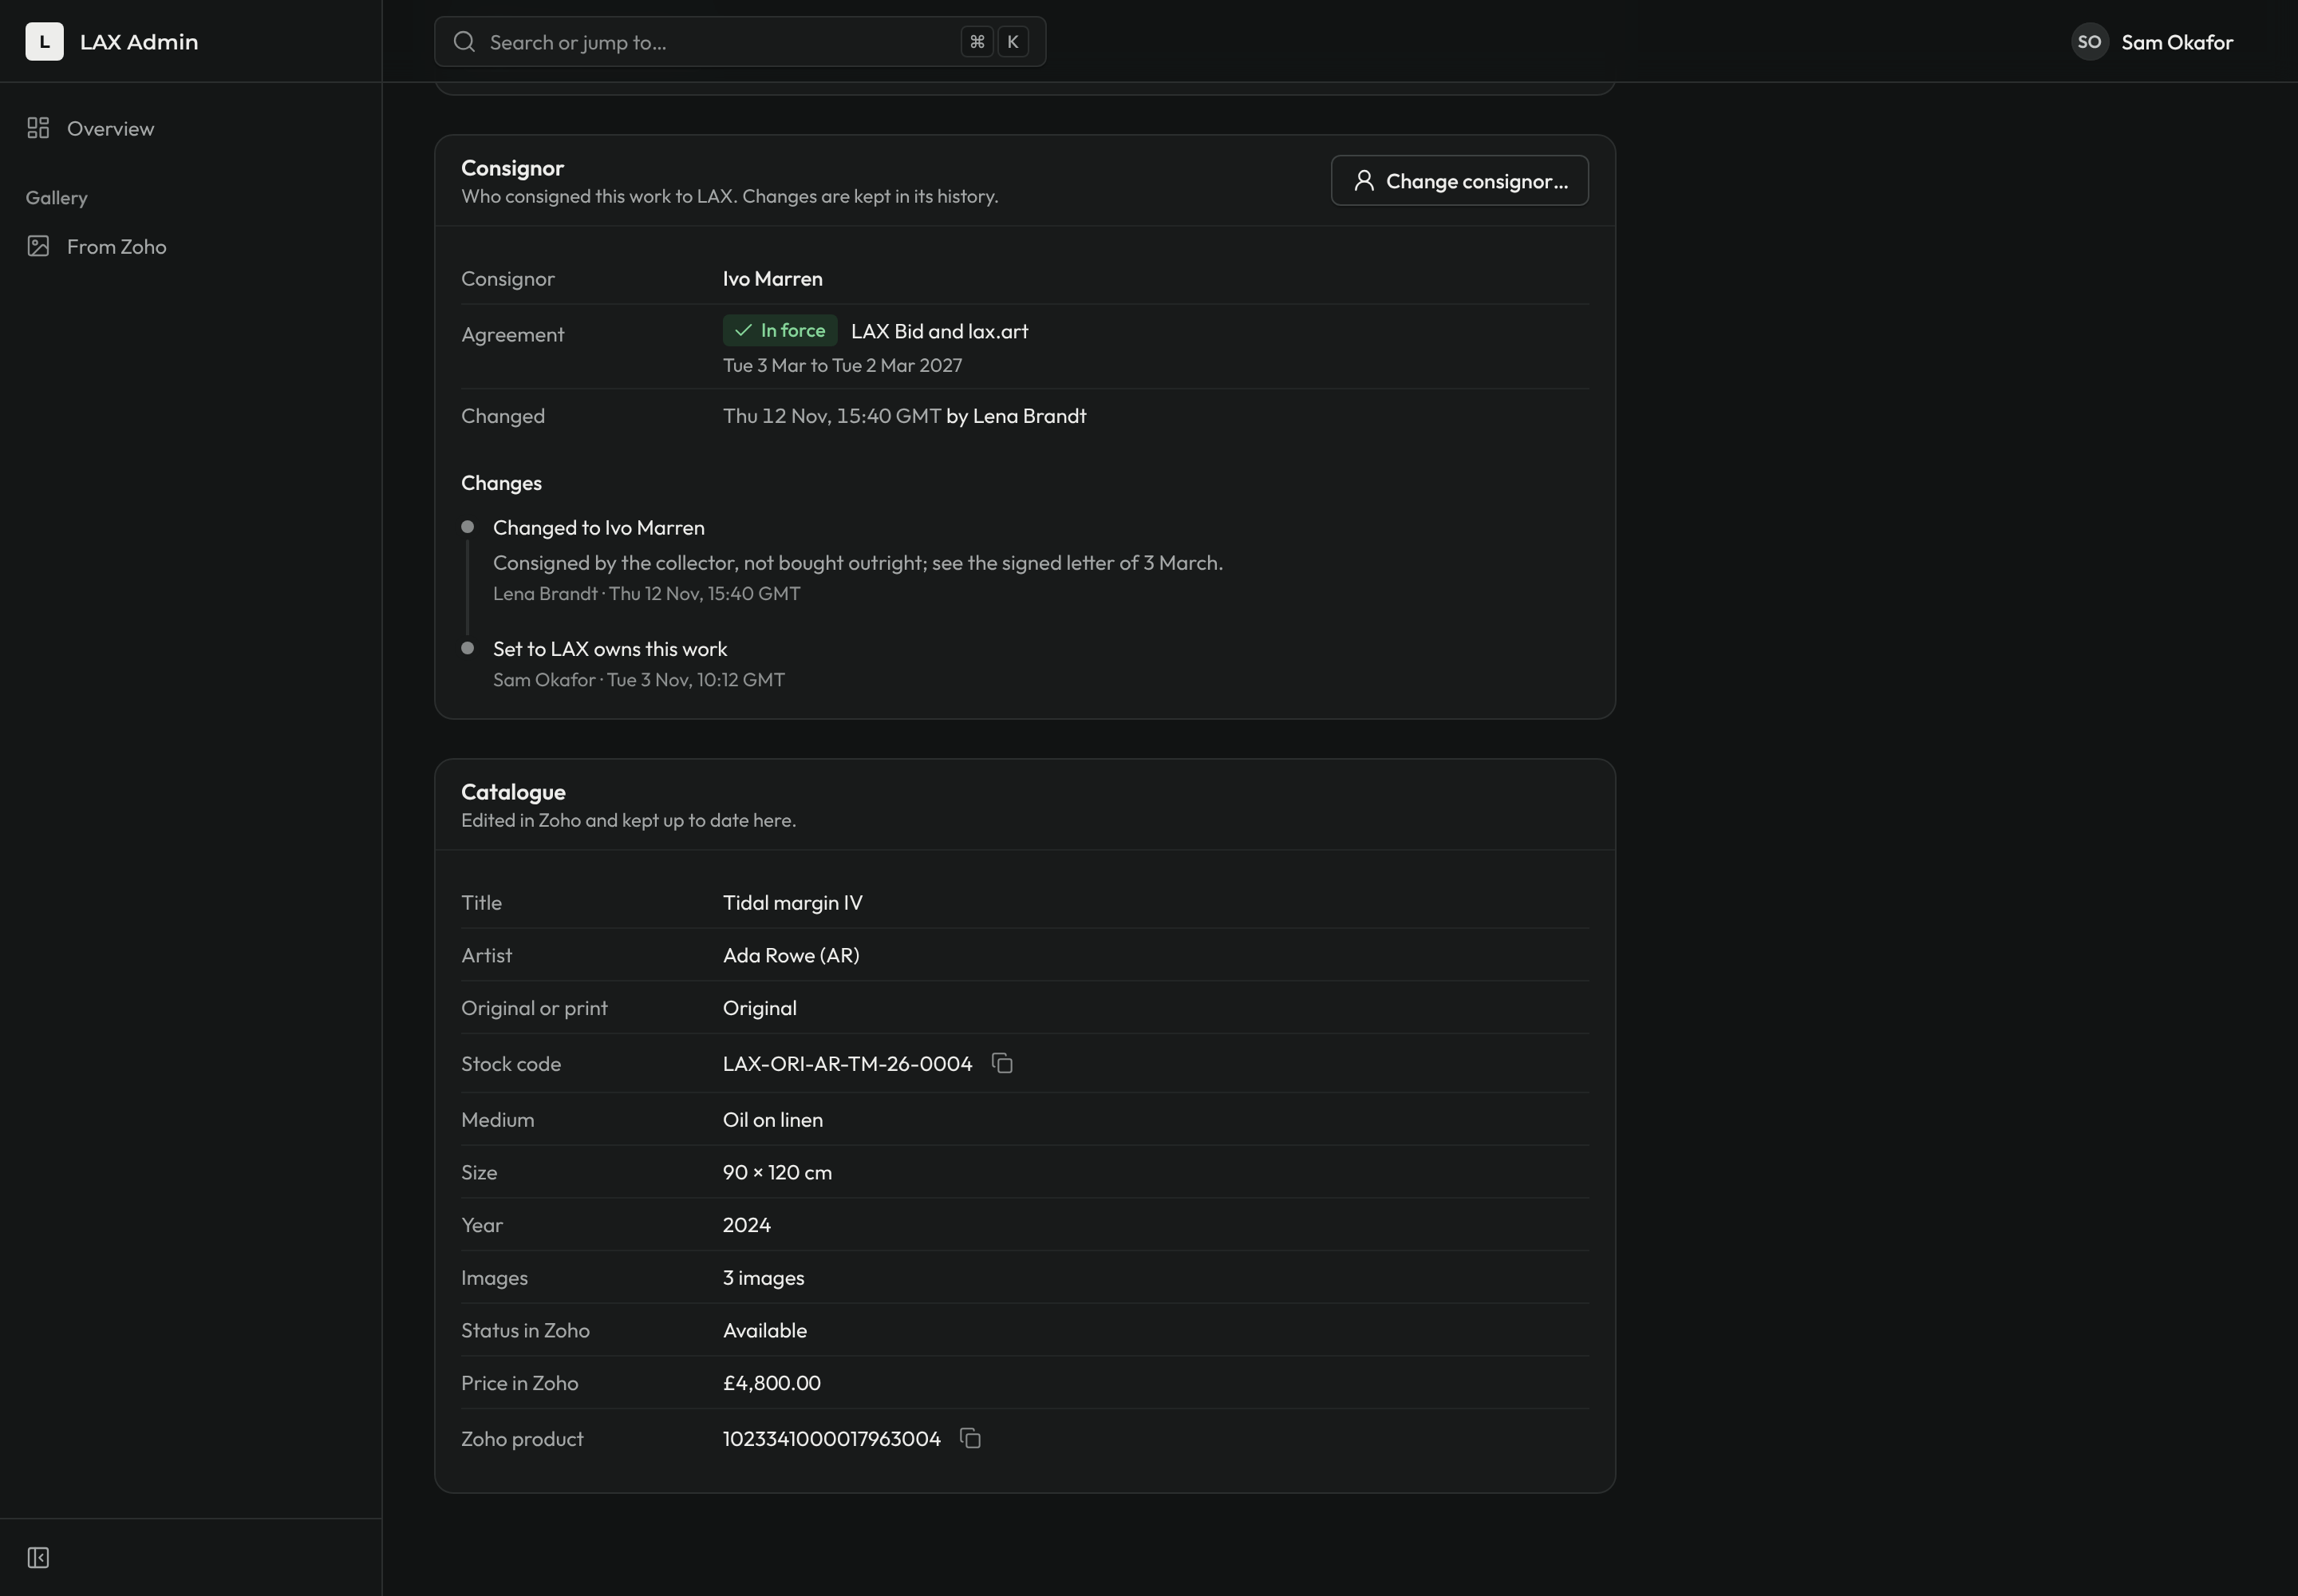 L LAX Admin
Search or jump to...
⌘ K
SO Sam Okafor
Overview
Gallery
From Zoho
Consignor
Who consigned this work to LAX. Changes are kept in its history.
Change consignor...
Consignor Ivo Marren
Agreement In force LAX Bid and lax.art
Tue 3 Mar to Tue 2 Mar 2027
Changed Thu 12 Nov, 15:40 GMT by Lena Brandt
Changes
Changed to Ivo Marren
Consigned by the collector, not bought outright; see the signed letter of 3 March.
Lena Brandt · Thu 12 Nov, 15:40 GMT
Set to LAX owns this work
Sam Okafor · Tue 3 Nov, 10:12 GMT
Catalogue
Edited in Zoho and kept up to date here.
Title Tidal margin IV
Artist Ada Rowe (AR)
Original or print Original
Stock code LAX-ORI-AR-TM-26-0004
Medium Oil on linen
Size 90 × 120 cm
Year 2024
Images 3 images
Status in Zoho Available
Price in Zoho £4,800.00
Zoho product 1023341000017963004